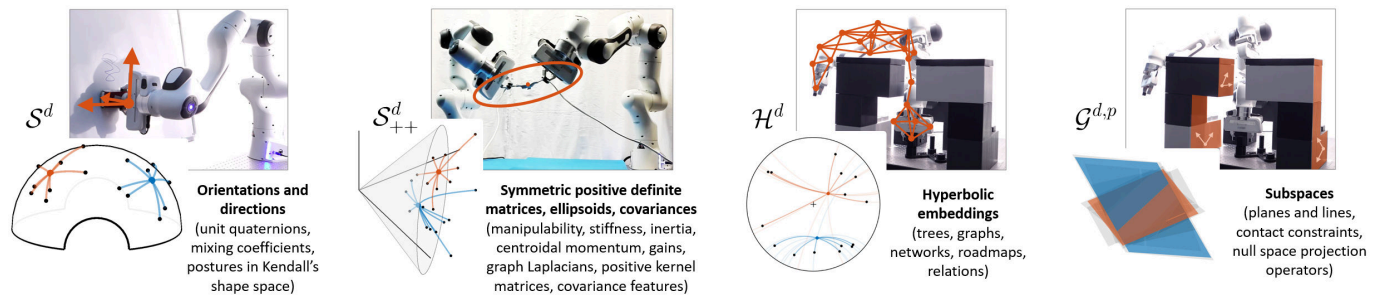 S^d
Orientations and
directions
(unit quaternions,
mixing coefficients,
postures in Kendall’s
shape space)
S^d_{++}
Symmetric positive definite
matrices, ellipsoids, covariances
(manipulability, stiffness, inertia,
centroidal momentum, gains,
graph Laplacians, positive kernel
matrices, covariance features)
H^d
Hyperbolic
embeddings
(trees, graphs,
networks, roadmaps,
relations)
G^{d,p}
Subspaces
(planes and lines,
contact constraints,
null space projection
operators)